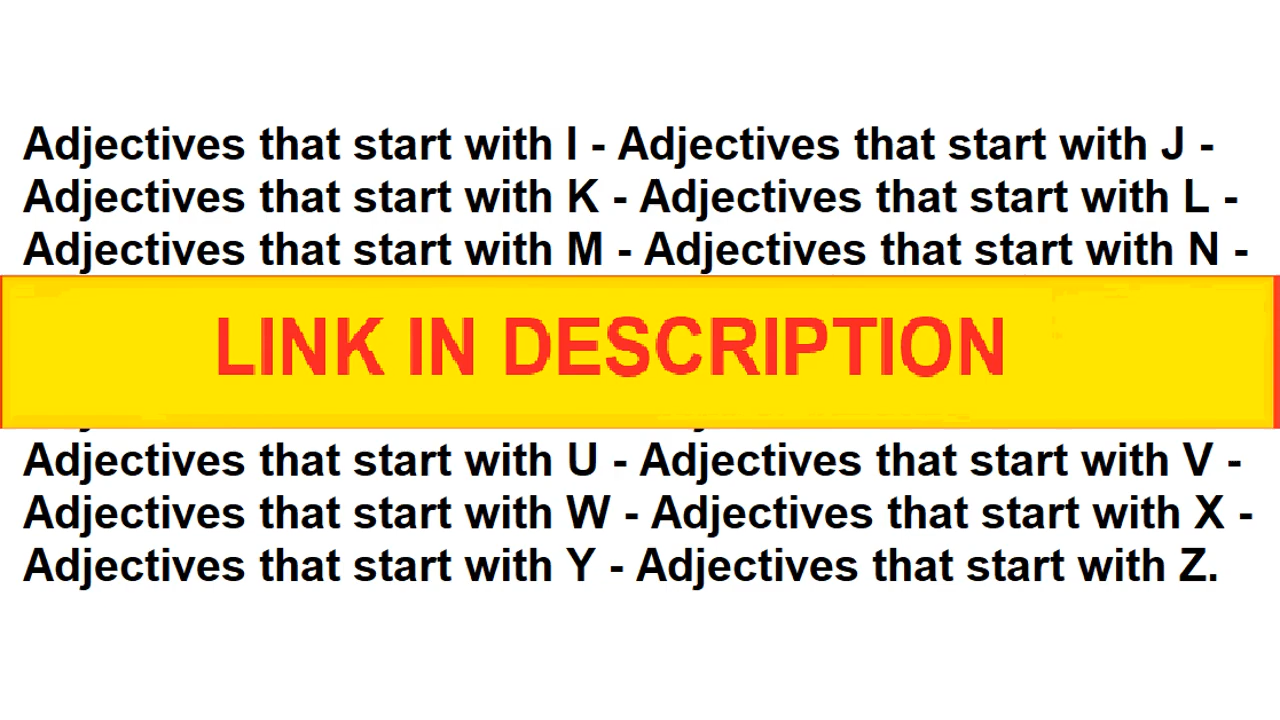 Adjectives that start with I - Adjectives that start with J -
Adjectives that start with K - Adjectives that start with L -
Adjectives that start with M - Adjectives that start with N -
LINK IN DESCRIPTION
Adjectives that start with U - Adjectives that start with V -
Adjectives that start with W - Adjectives that start with X -
Adjectives that start with Y - Adjectives that start with Z.